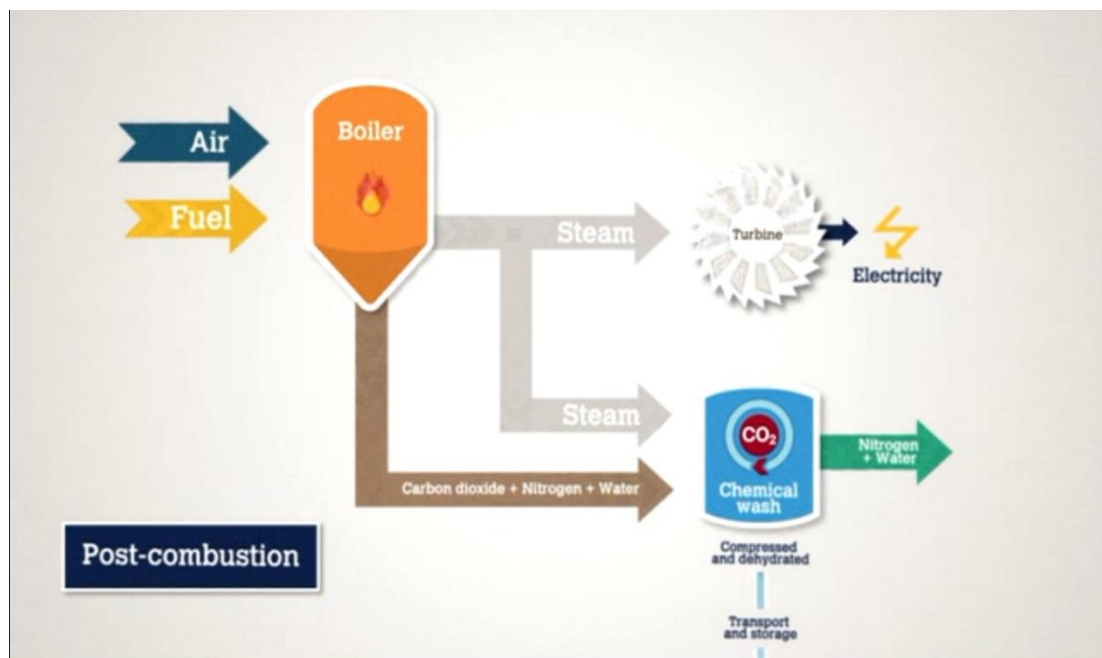 Air
Boiler
Fuel
Steam
Turbine
Electricity
Steam
CO₂
Chemical
wash
Nitrogen
+ Water
Carbon dioxide + Nitrogen + Water
Post-combustion
Compressed
and dehydrated
Transport
and storage